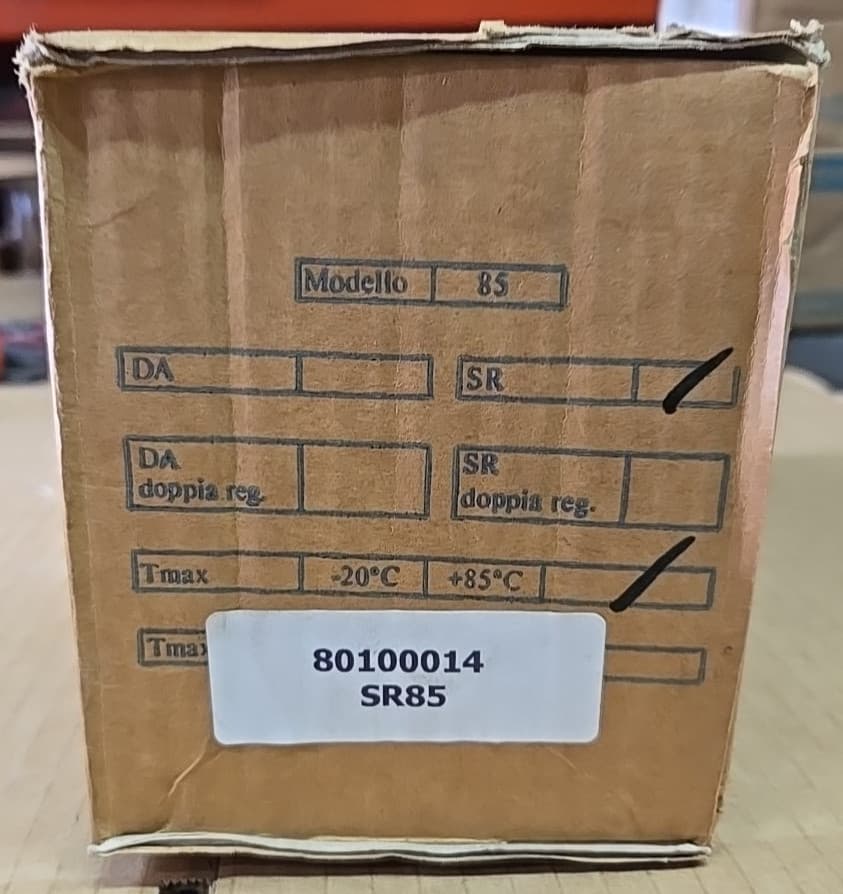 Modello 85
DA SR
DA SR
doppia reg. doppia reg.
Tmax -20°C +85°C
Tmax
80100014
SR85